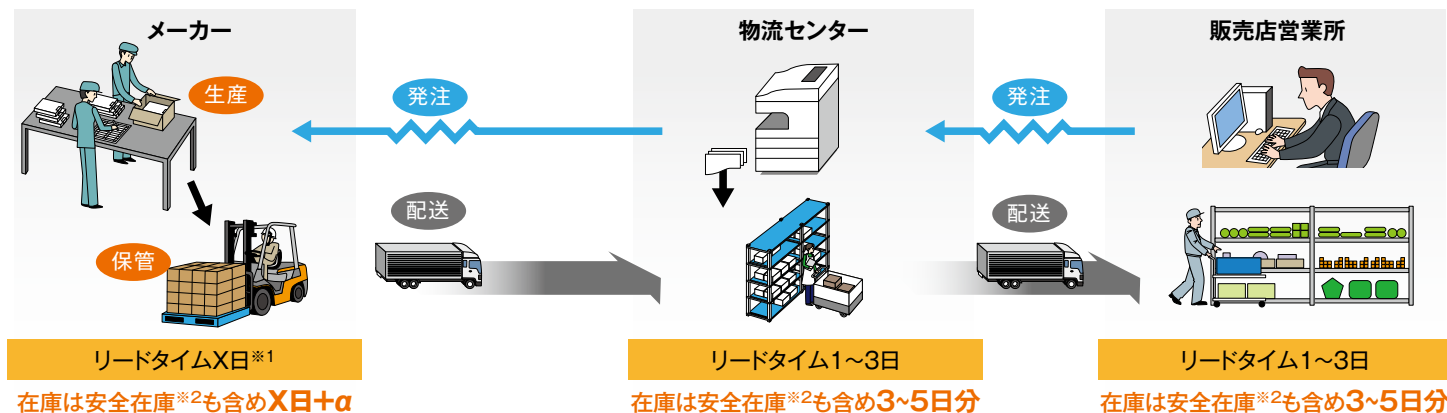 メーカー
物流センター
販売店営業所
生産
発注
発注
配送
配送
保管
リードタイムX日※1
リードタイム1〜3日
リードタイム1〜3日
在庫は安全在庫※2も含めX日+α
在庫は安全在庫※2も含め3~5日分
在庫は安全在庫※2も含め3~5日分